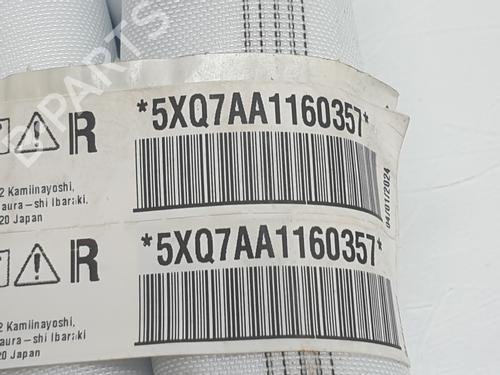 B PARTS
*5XQ7AA1160357*
R
2 Kamiinayoshi,
aura-shi Ibaraki,
20 Japan
04/01/2024
*5XQ7AA1160357*
R
2 Kamiinayoshi,
aura-shi Ibaraki
20 Japan